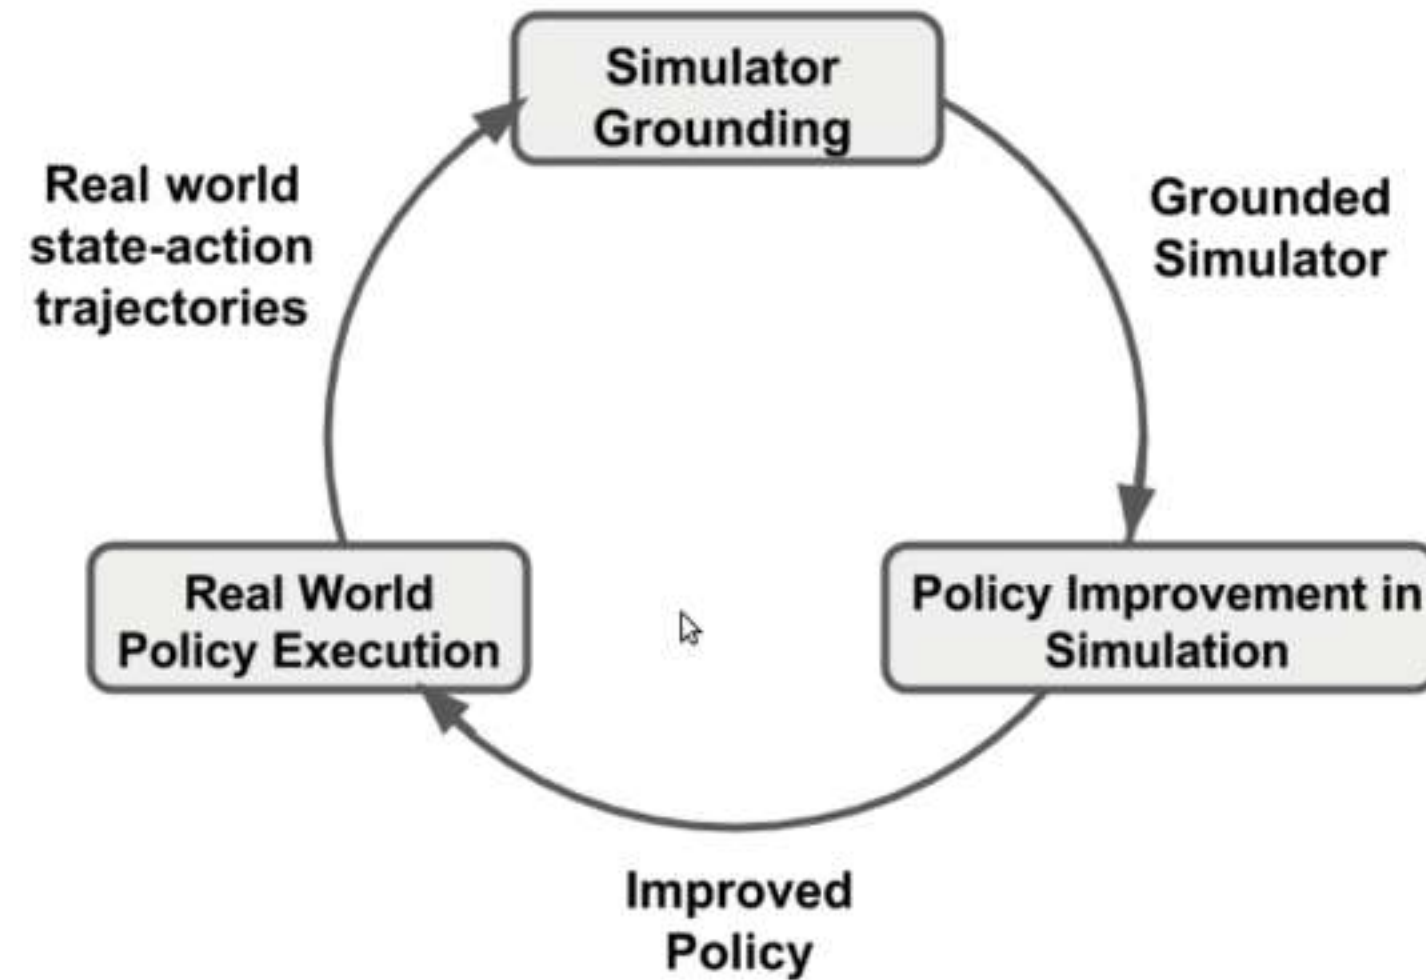 Simulator
Grounding
Real world
state-action
trajectories
Grounded
Simulator
Real World
Policy Execution
Policy Improvement in
Simulation
Improved
Policy